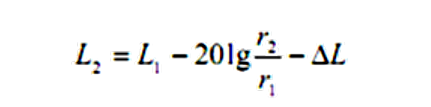 L₂ = L₁ − 20lg r₂/r₁ − ΔL